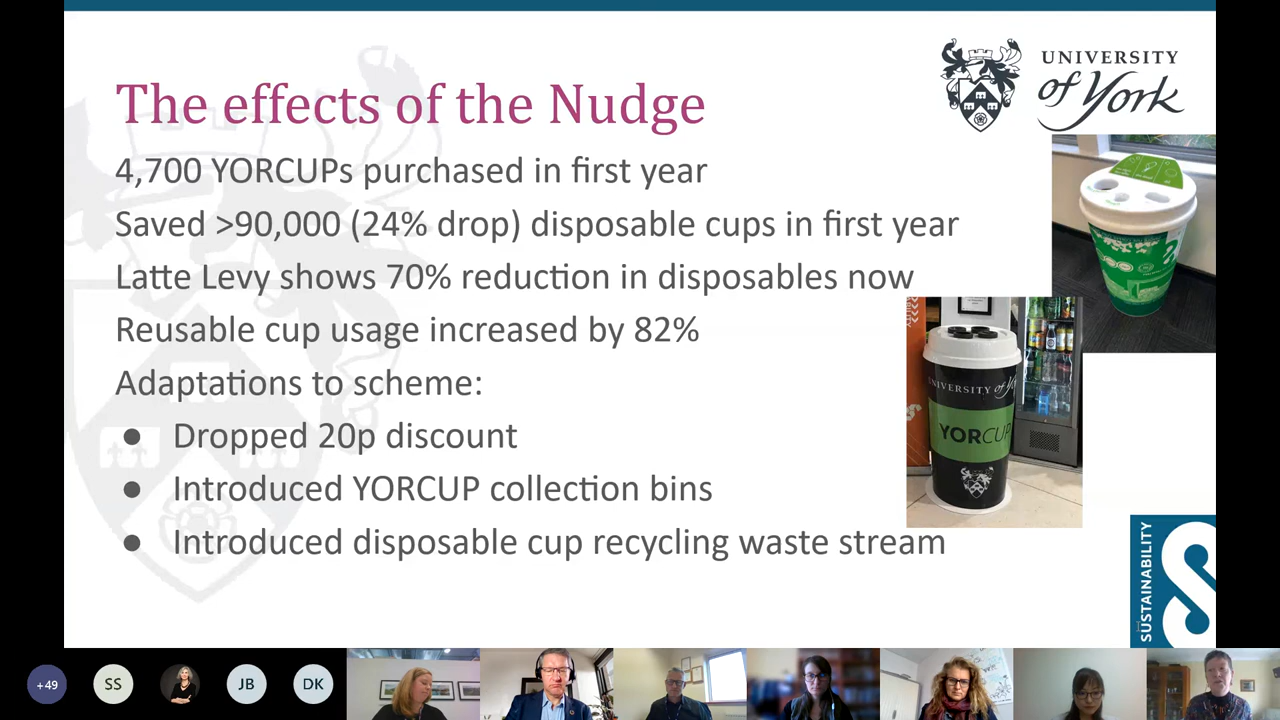 The effects of the Nudge
UNIVERSITY
of York
4,700 YORCUPs purchased in first year
Saved >90,000 (24% drop) disposable cups in first year
Latte Levy shows 70% reduction in disposables now
Reusable cup usage increased by 82%
Adaptations to scheme:
● Dropped 20p discount
● Introduced YORCUP collection bins
● Introduced disposable cup recycling waste stream
UNIVERSITY of York
YORCUP
SUSTAINABILITY
+49
SS
JB
DK